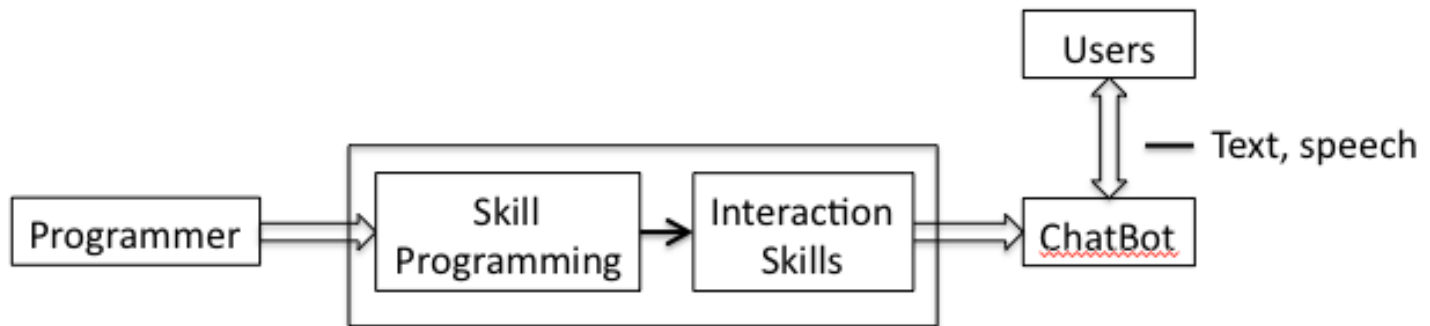 Users
Text, speech
Programmer
Skill
Programming
Interaction
Skills
ChatBot